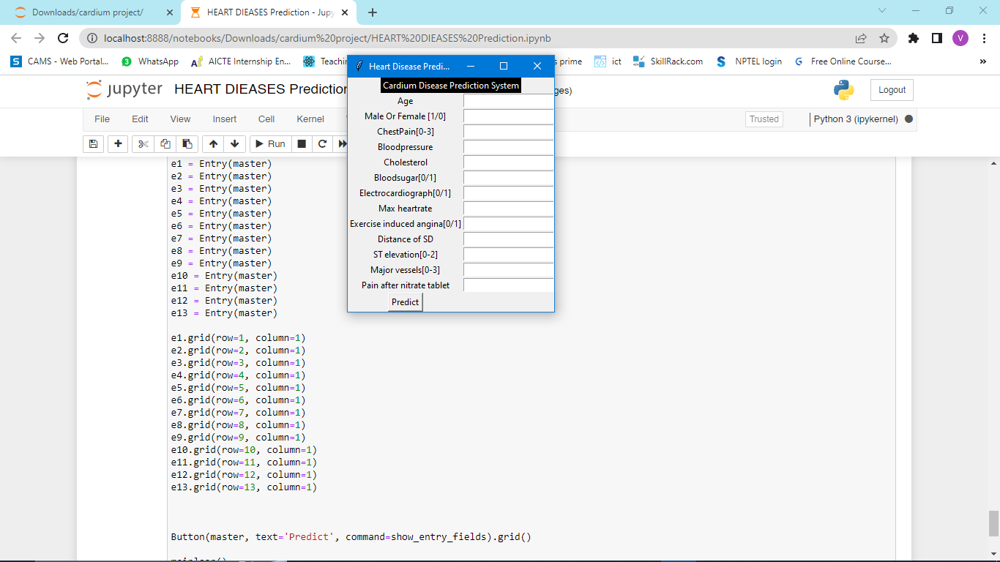 Downloads/cardium project/
HEART DIEASES Prediction - Jupy
localhost:8888/notebooks/Downloads/cardium%20project/HEART%20DIEASES%20Prediction.ipynb
V
S CAMS - Web Portal...
3 WhatsApp
AICTE Internship En...
prime
ict
SkillRack.com
S NPTEL login
G Free Online Course...
»
jupyter HEART DIEASES Prediction
ges)
Logout
File Edit View Insert Cell Kernel
Trusted
Python 3 (ipykernel)
Run
Heart Disease Predi...
Cardium Disease Prediction System
Age
Male Or Female [1/0]
ChestPain[0-3]
Bloodpressure
Cholesterol
Bloodsugar[0/1]
Electrocardiograph[0/1]
Max heartrate
Exercise induced angina[0/1]
Distance of SD
ST elevation[0-2]
Major vessels[0-3]
Pain after nitrate tablet
Predict
e1 = Entry(master)
e2 = Entry(master)
e3 = Entry(master)
e4 = Entry(master)
e5 = Entry(master)
e6 = Entry(master)
e7 = Entry(master)
e8 = Entry(master)
e9 = Entry(master)
e10 = Entry(master)
e11 = Entry(master)
e12 = Entry(master)
e13 = Entry(master)
e1.grid(row=1, column=1)
e2.grid(row=2, column=1)
e3.grid(row=3, column=1)
e4.grid(row=4, column=1)
e5.grid(row=5, column=1)
e6.grid(row=6, column=1)
e7.grid(row=7, column=1)
e8.grid(row=8, column=1)
e9.grid(row=9, column=1)
e10.grid(row=10, column=1)
e11.grid(row=11, column=1)
e12.grid(row=12, column=1)
e13.grid(row=13, column=1)
Button(master, text='Predict', command=show_entry_fields).grid()